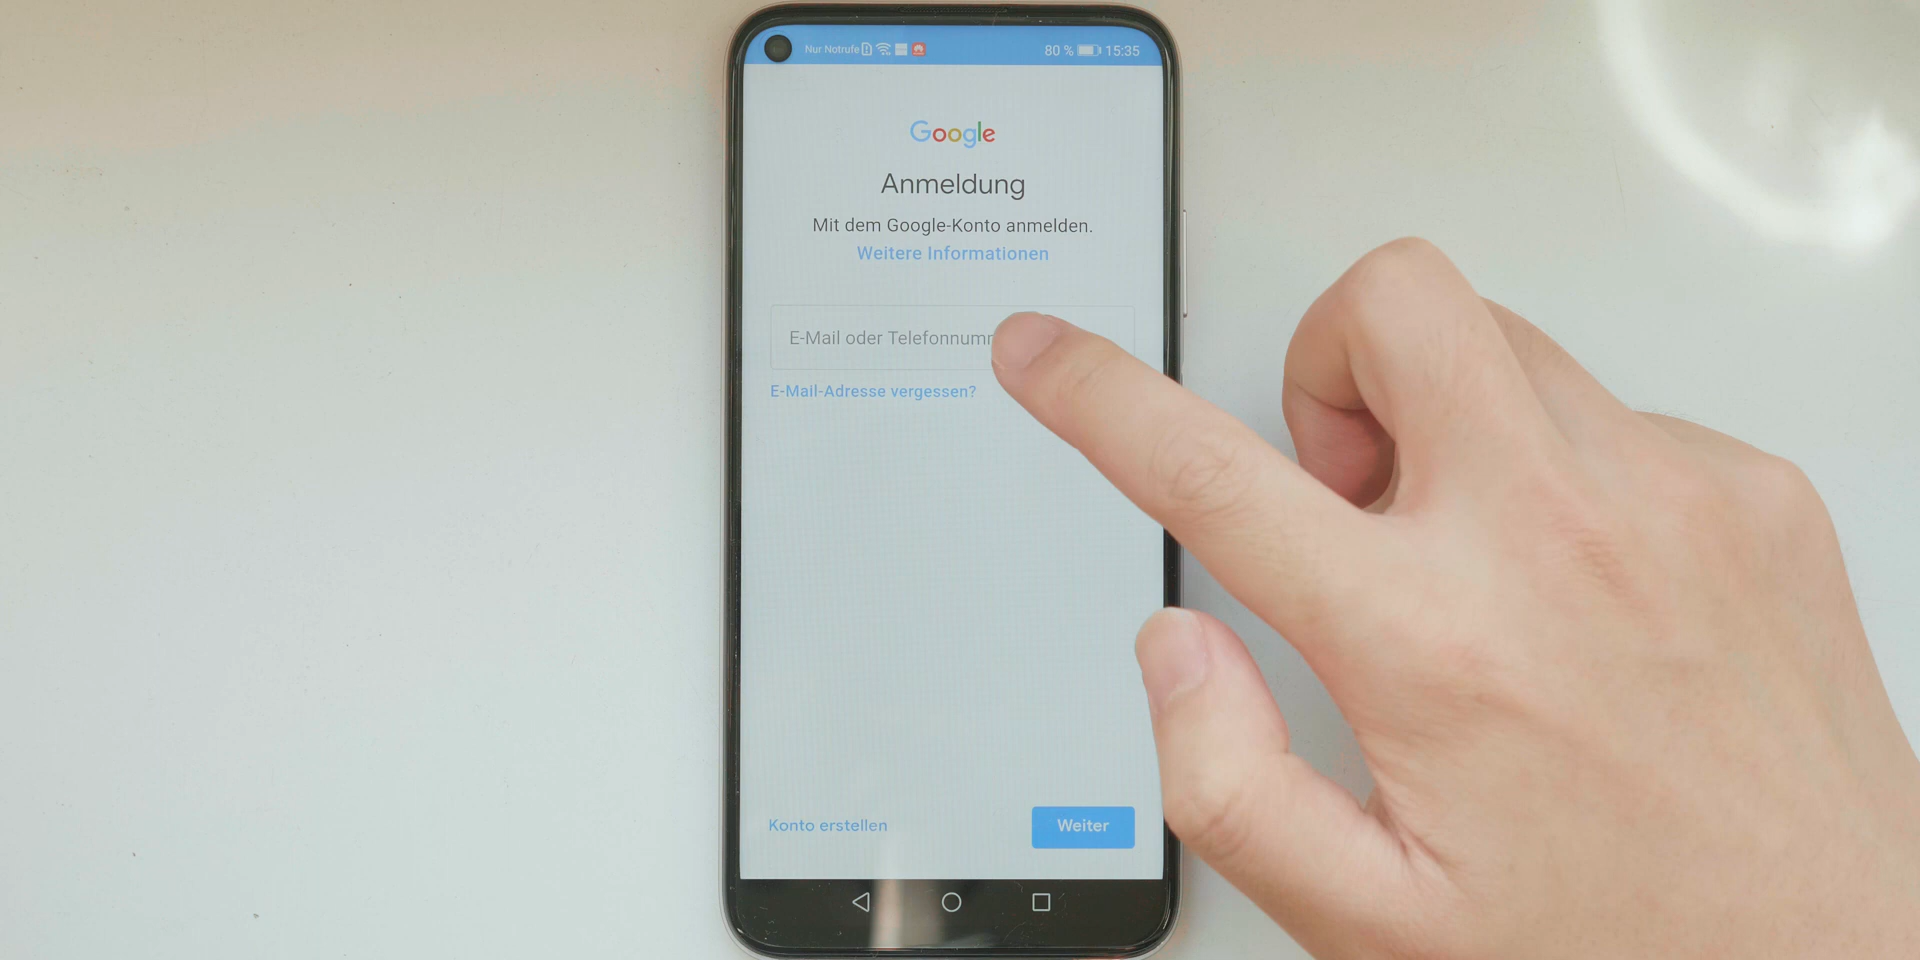 Nur Notrufe 80 % 15:35
Google
Anmeldung
Mit dem Google-Konto anmelden.
Weitere Informationen
E-Mail oder
E-Mail-Adresse vergessen?
Konto erstellen Weiter